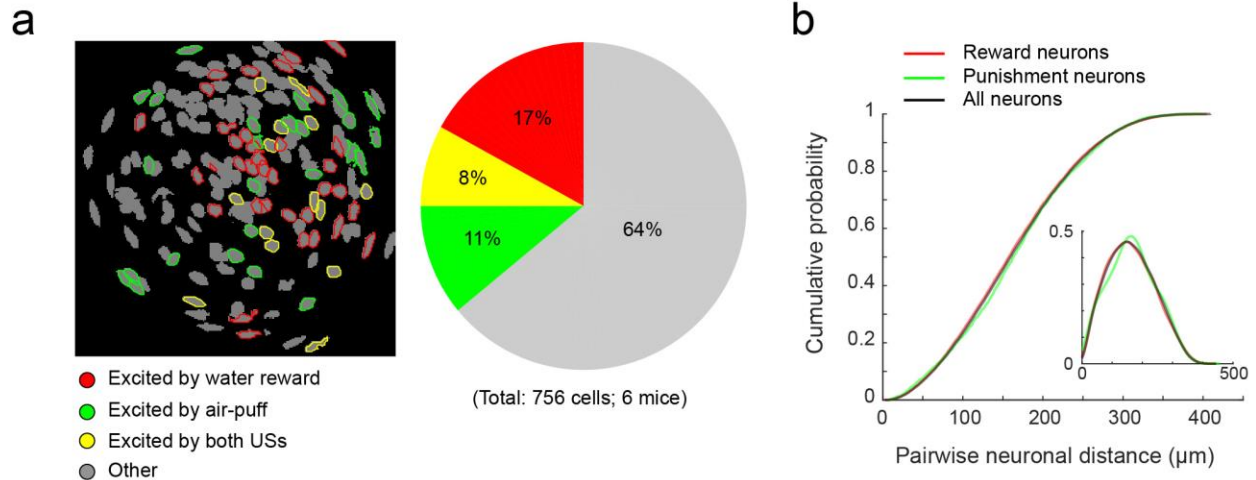 a
17%
8%
11%
64%
(Total: 756 cells; 6 mice)
Excited by water reward
Excited by air-puff
Excited by both USs
Other
b
Reward neurons
Punishment neurons
All neurons
Cumulative probability
1
0.8
0.6
0.4
0.2
0
0.5
0
0
500
0
100
200
300
400
Pairwise neuronal distance (µm)